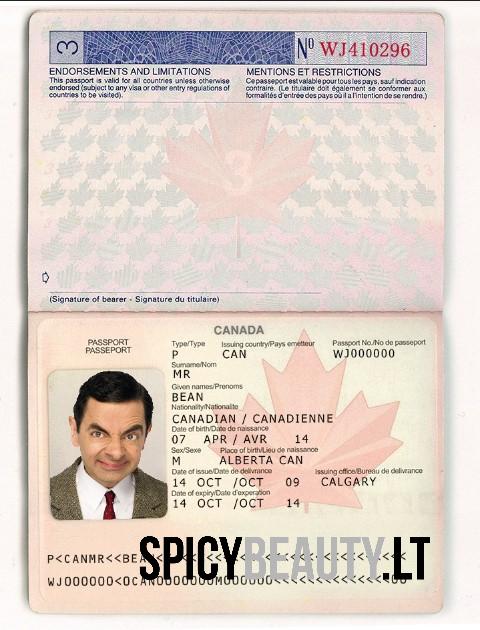 3
Nº WJ410296
ENDORSEMENTS AND LIMITATIONS
This passport is valid for all countries unless otherwise
endorsed (subject to any visa or other entry regulations of
countries to be visited).
MENTIONS ET RESTRICTIONS
Ce passeport est valable pour tous les pays, sauf indication
contraire. (Le titulaire doit également se conformer aux
formalités d'entrée des pays où il a l'intention de se rendre.)
3
(Signature of bearer - Signature du titulaire)
CANADA
PASSPORT
PASSEPORT
Type/Type Issuing country/Pays emetteur Passport No./No de passeport
P CAN WJ000000
Surname/Nom
MR
Given names/Prenoms
BEAN
Nationality/Nationalite
CANADIAN / CANADIENNE
Date of birth/Date de naissance
07 APR / AVR 14
Sex/Sexe Place of birth/Lieu de naissance
M ALBERTA CAN
Date of issue/Date de delivrance Issuing office/Bureau de delivrance
14 OCT /OCT 09 CALGARY
Date of expiry/Date d'experation
14 OCT /OCT 14
P<CANMR<<BEAN
SPICYBEAUTY.LT